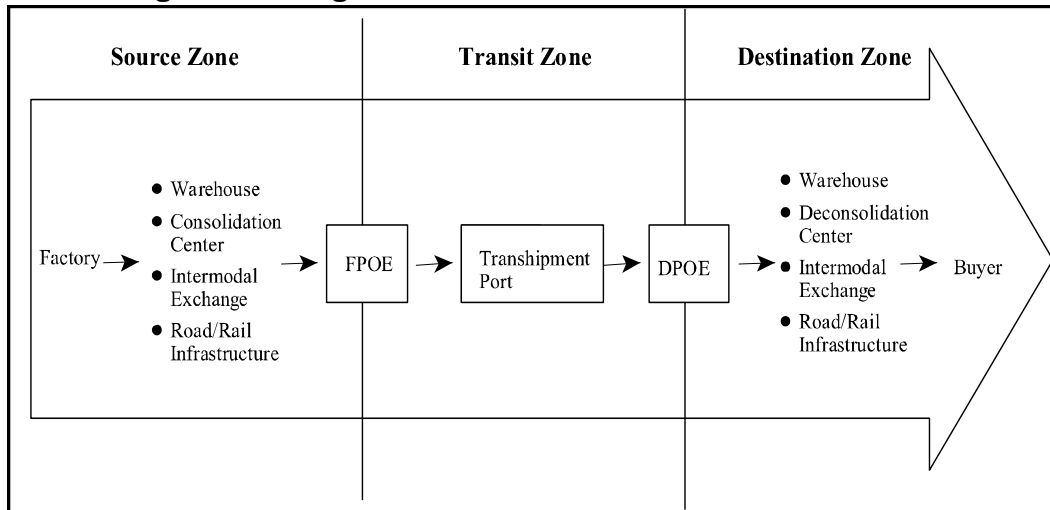 Source Zone
Transit Zone
Destination Zone
Factory
● Warehouse
● Consolidation
Center
● Intermodal
Exchange
● Road/Rail
Infrastructure
FPOE
Transhipment
Port
DPOE
● Warehouse
● Deconsolidation
Center
● Intermodal
Exchange
● Road/Rail
Infrastructure
Buyer